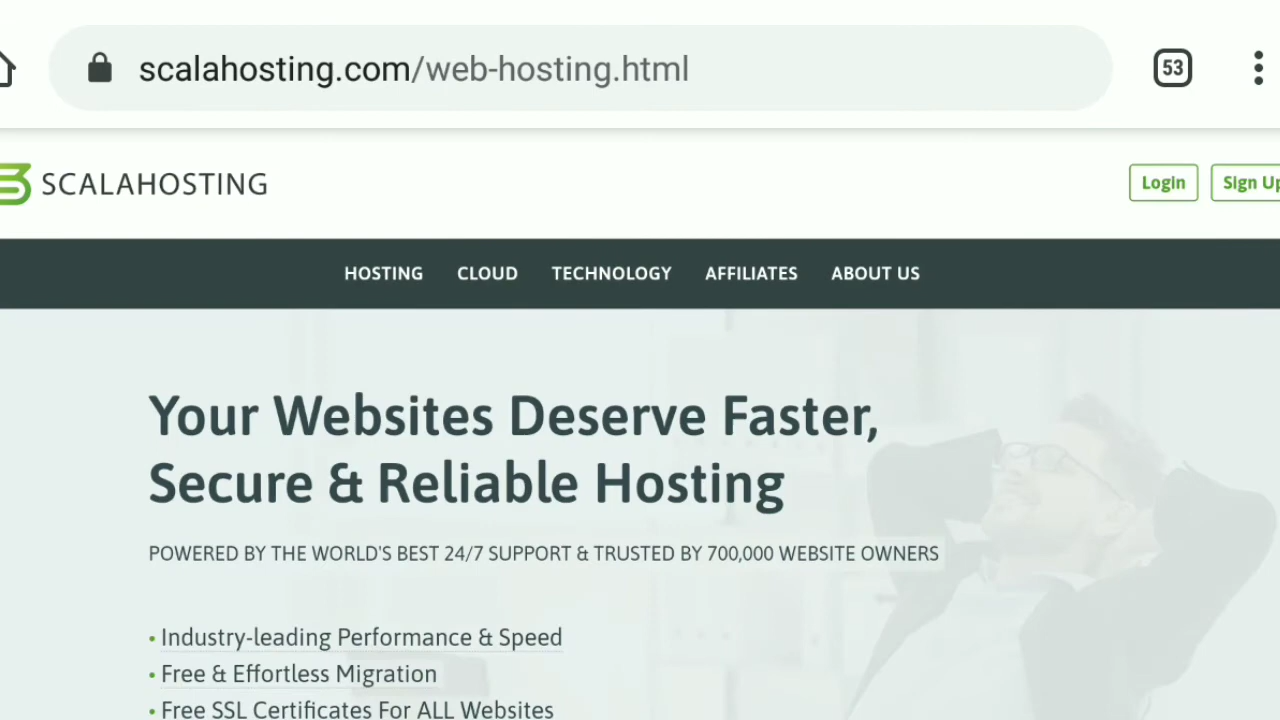 scalahosting.com/web-hosting.html
53
SCALAHOSTING
Login
Sign Up
HOSTING CLOUD TECHNOLOGY AFFILIATES ABOUT US
Your Websites Deserve Faster,
Secure & Reliable Hosting
POWERED BY THE WORLD'S BEST 24/7 SUPPORT & TRUSTED BY 700,000 WEBSITE OWNERS
• Industry-leading Performance & Speed
• Free & Effortless Migration
• Free SSL Certificates For ALL Websites